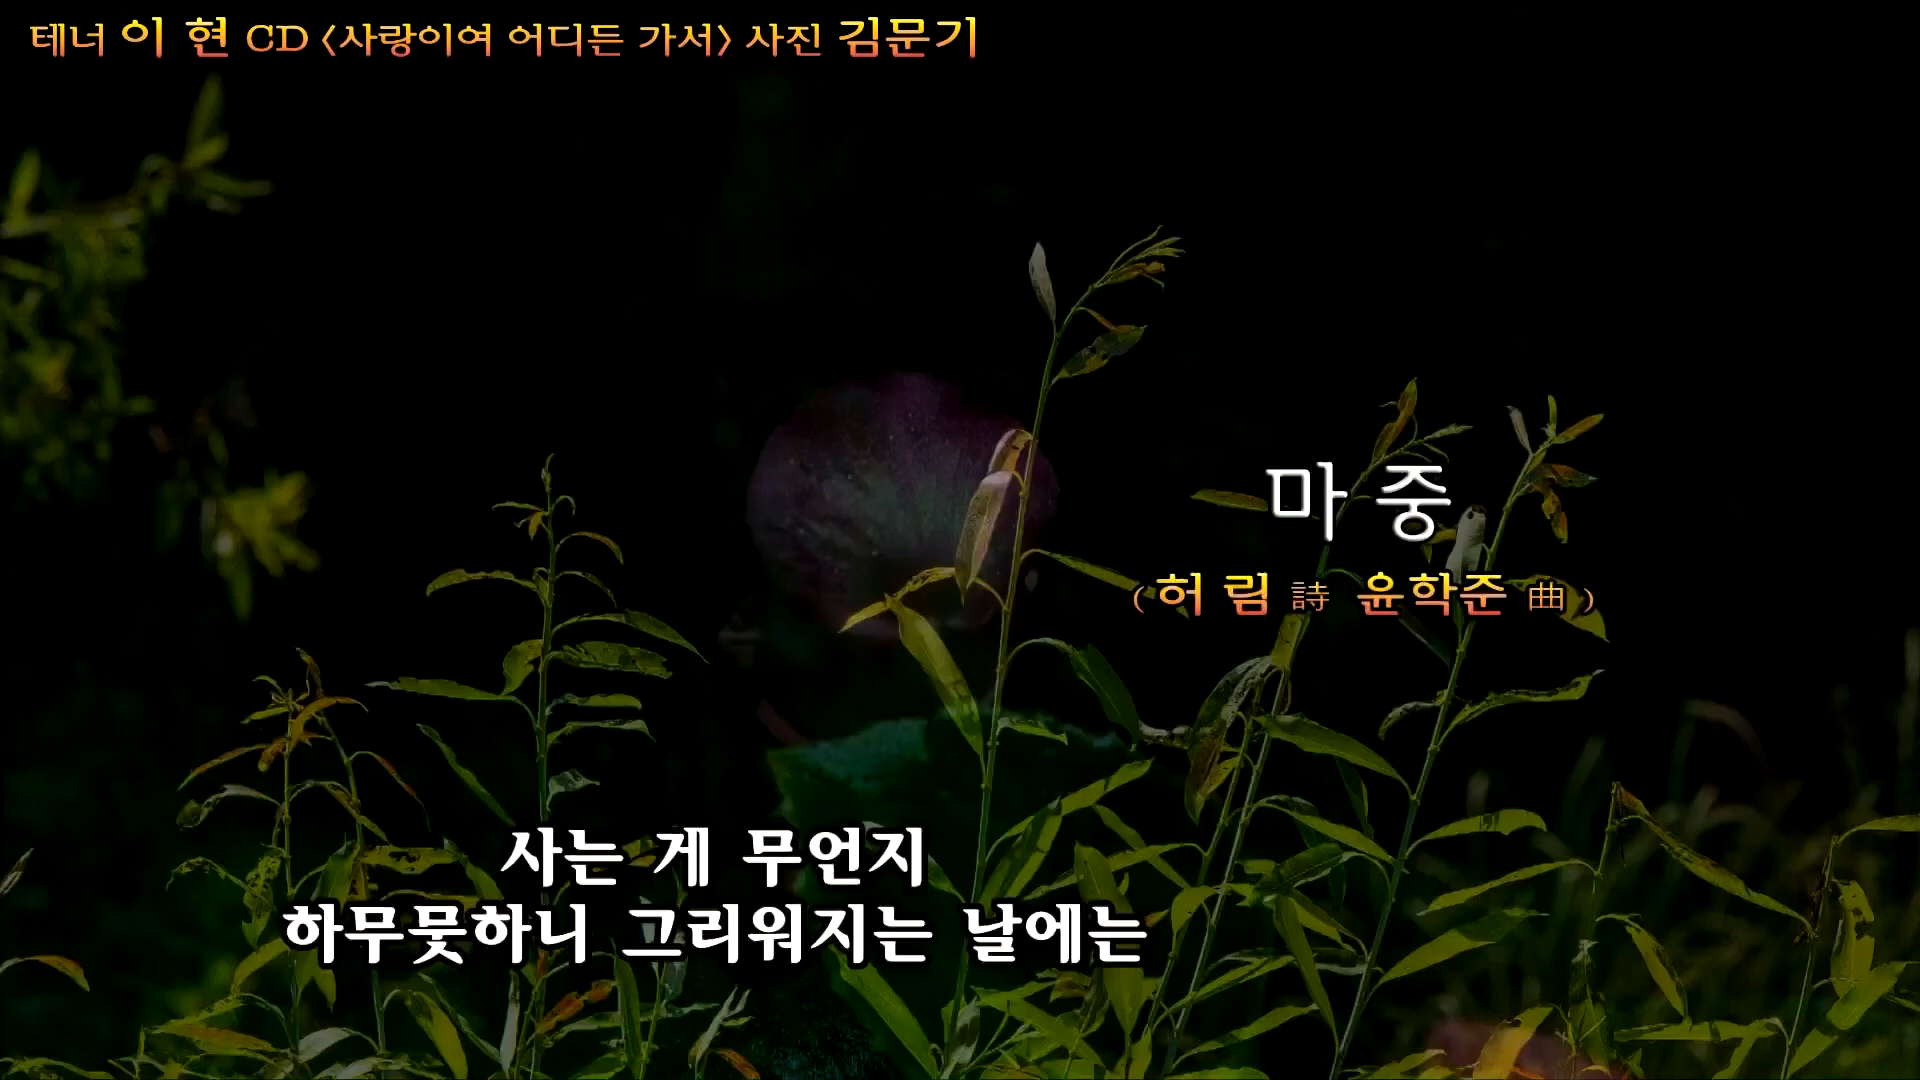 테너 이 현 CD <사랑이여 어디든 가서> 사진 김문기
마 중
( 허 림 詩 윤학준 曲 )
사는 게 무언지
하무뭇하니 그리워지는 날에는